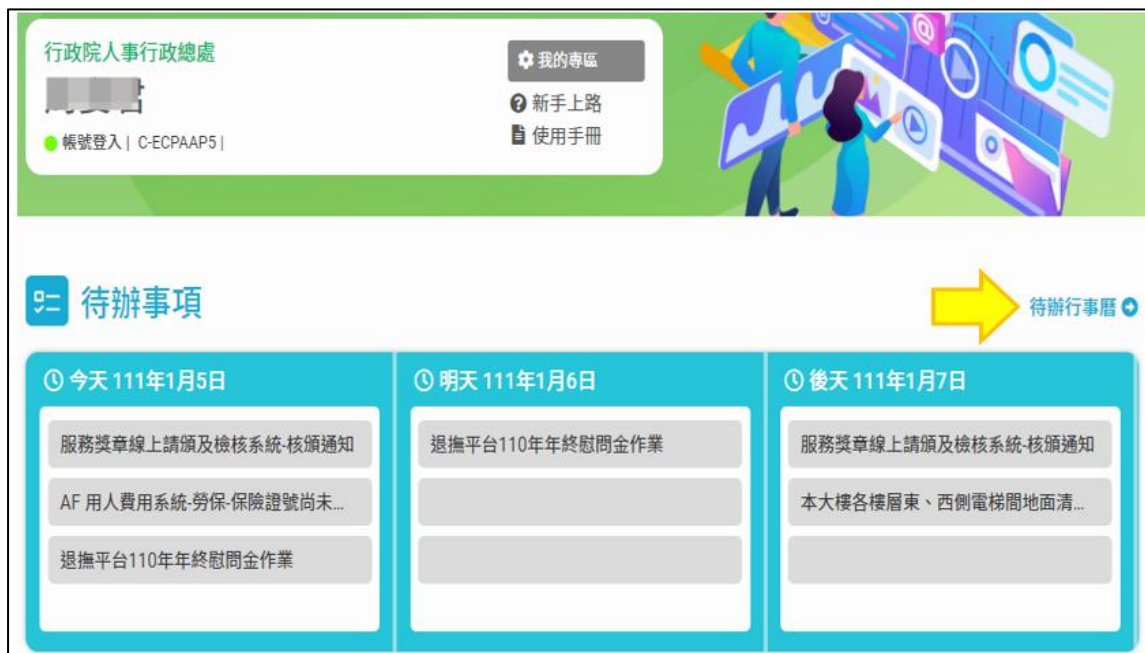 行政院人事行政總處
我的專區
新手上路
帳號登入 | C-ECPAAP5 |
使用手冊
待辦事項
待辦行事曆
今天 111年1月5日
明天 111年1月6日
後天 111年1月7日
服務獎章線上請頒及檢核系統-核頒通知
退撫平台110年年終慰問金作業
服務獎章線上請頒及檢核系統-核頒通知
AF 用人費用系統-勞保-保險證號尚未...
本大樓各樓層東、西側電梯間地面清...
退撫平台110年年終慰問金作業